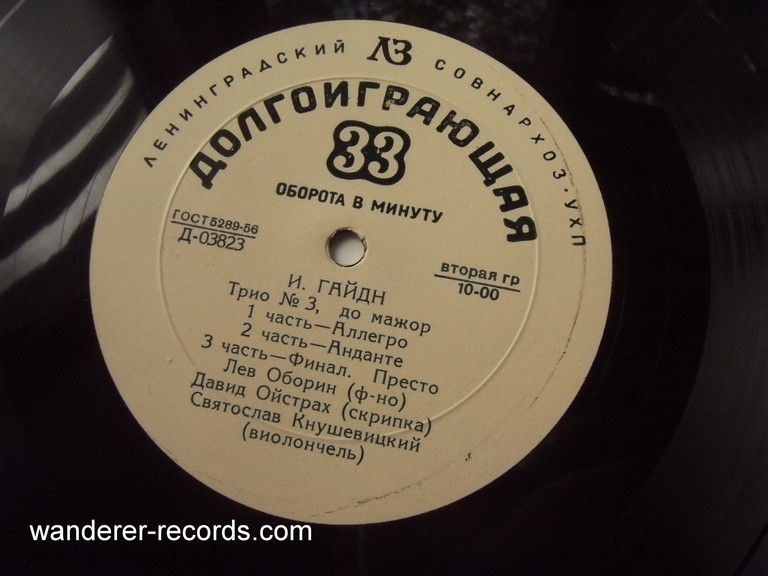 ЛЕНИНГРАДСКИЙ ЛЗ СОВНАРХОЗ·УХП
ДОЛГОИГРАЮЩАЯ
33
ОБОРОТА В МИНУТУ
ГОСТ 5289-56
Д-03823
вторая гр
10-00
И. ГАЙДН
Трио № 3, до мажор
1 часть—Аллегро
2 часть—Анданте
3 часть—Финал. Престо
Лев Оборин (ф-но)
Давид Ойстрах (скрипка)
Святослав Кнушевицкий
(виолончель)
wanderer-records.com